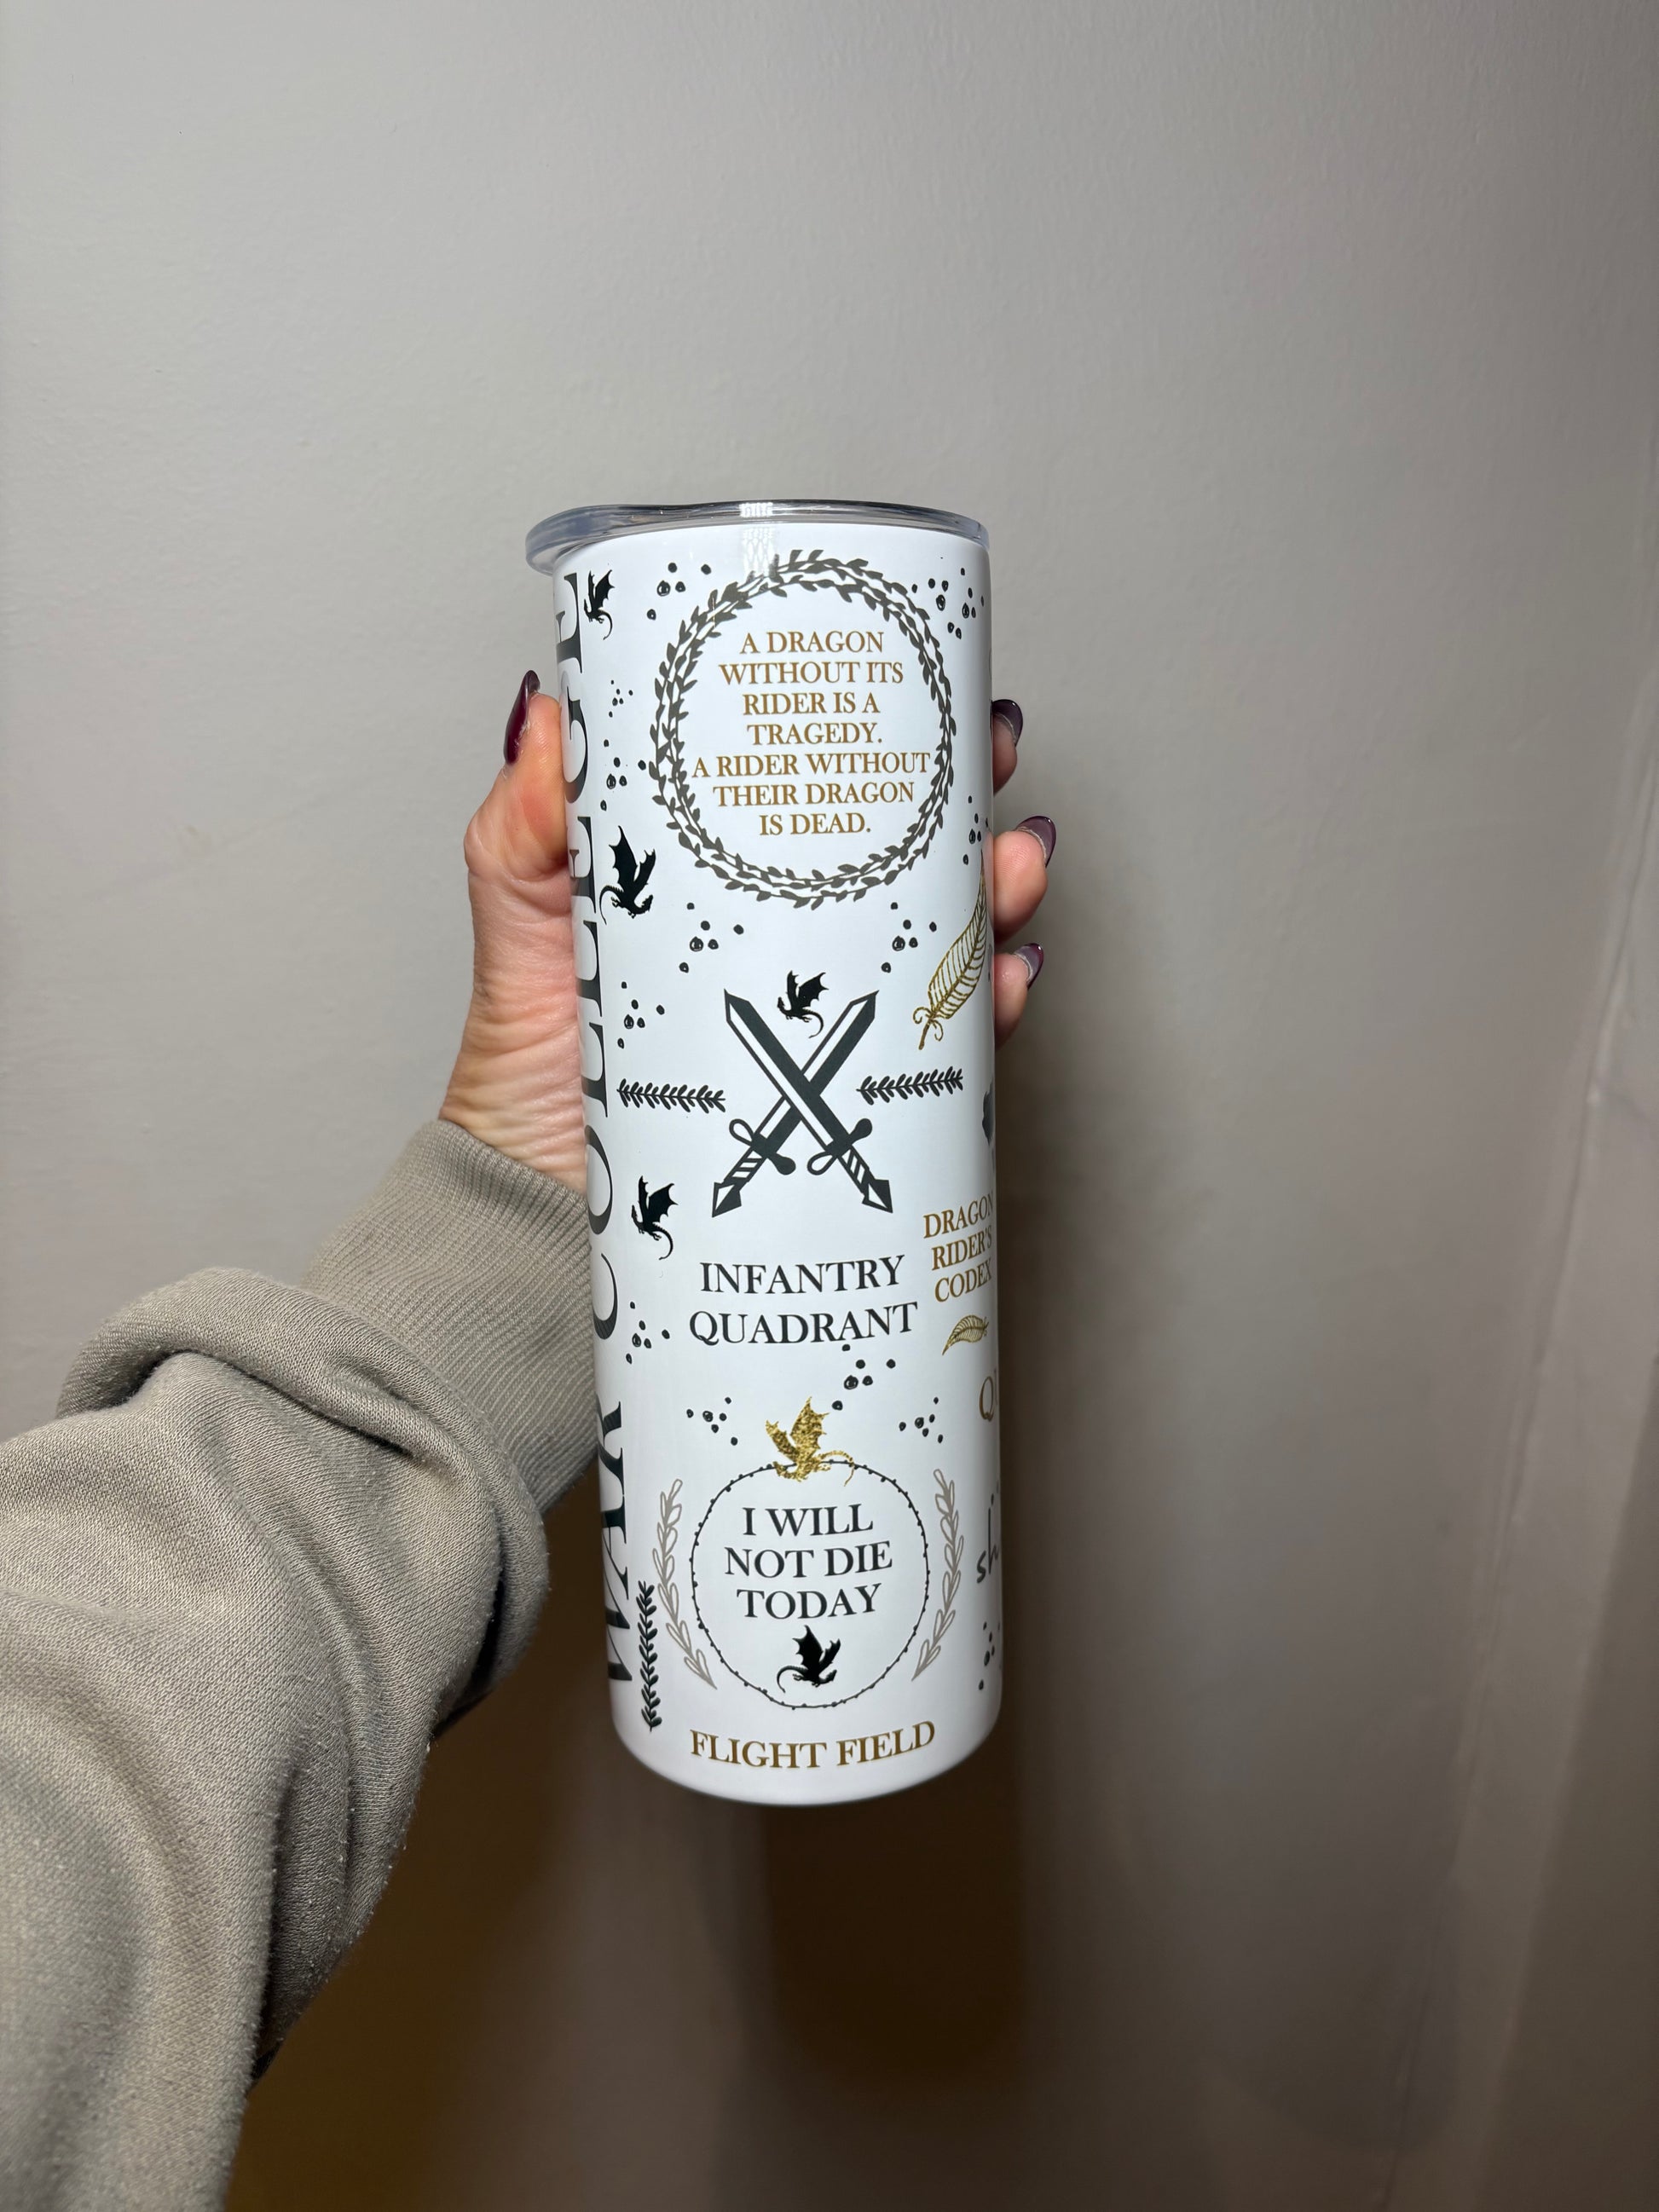 WAR COLLEGE
A DRAGON
WITHOUT ITS
RIDER IS A
TRAGEDY.
A RIDER WITHOUT
THEIR DRAGON
IS DEAD.
INFANTRY
QUADRANT
DRAGON
RIDER'S
CODEX
I WILL
NOT DIE
TODAY
FLIGHT FIELD